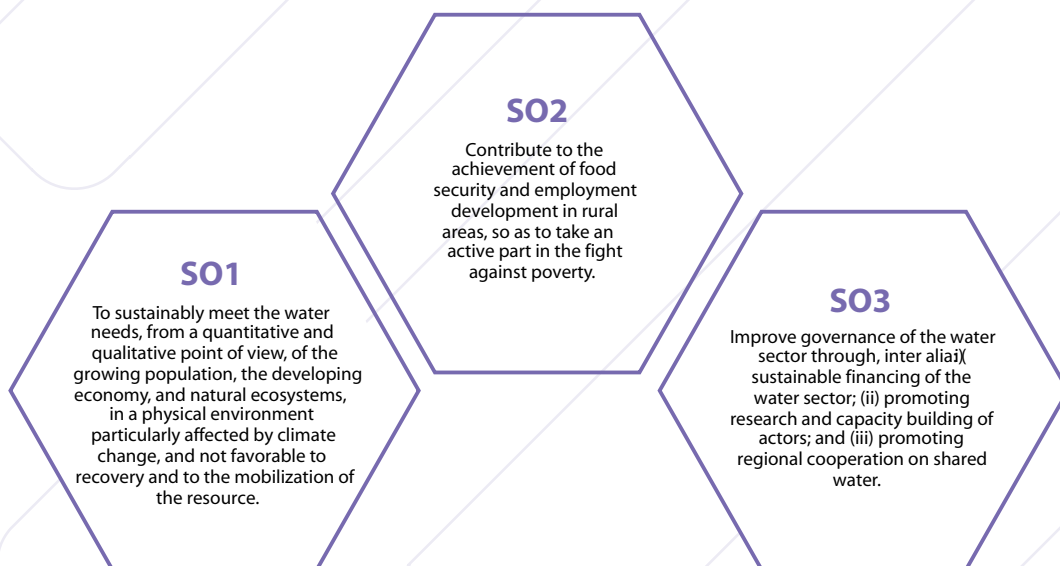 SO1
To sustainably meet the water
needs, from a quantitative and
qualitative point of view, of the
growing population, the developing
economy, and natural ecosystems,
in a physical environment
particularly affected by climate
change, and not favorable to
recovery and to the mobilization of
the resource.
SO2
Contribute to the
achievement of food
security and employment
development in rural
areas, so as to take an
active part in the fight
against poverty.
SO3
Improve governance of the water
sector through, inter aliai)(
sustainable financing of the
water sector; (ii) promoting
research and capacity building of
actors; and (iii) promoting
regional cooperation on shared
water.